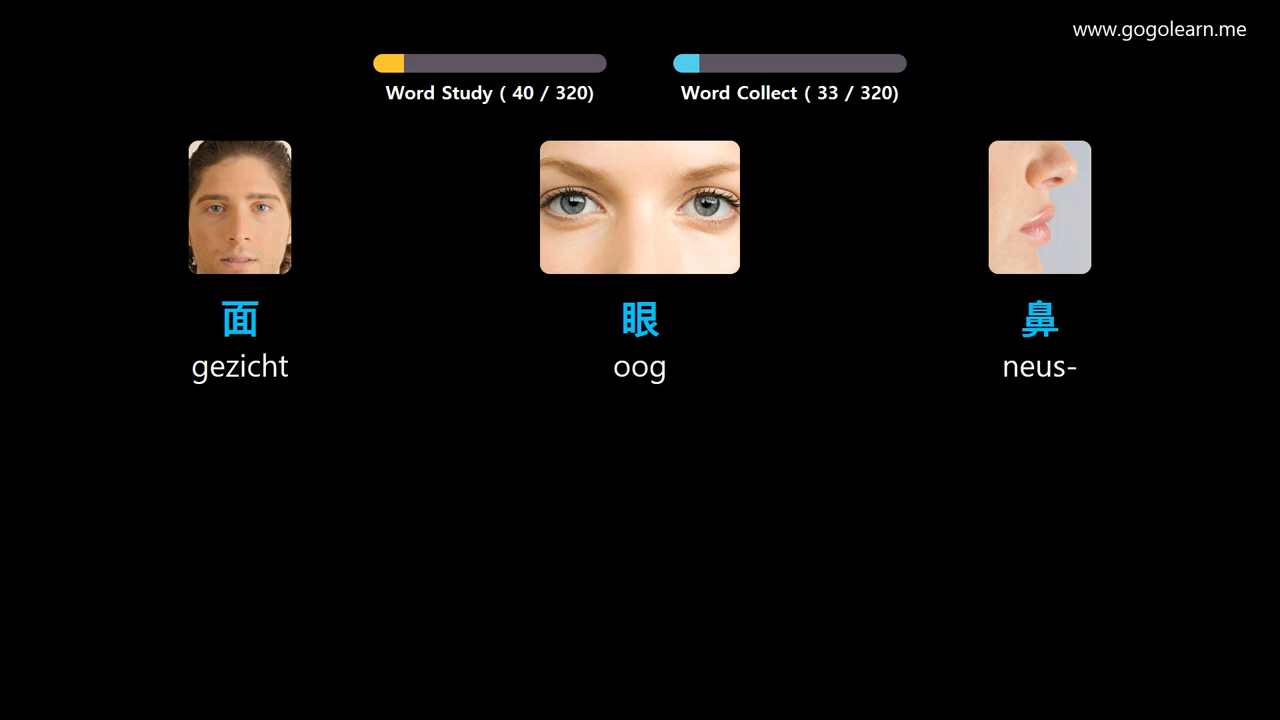 www.gogolearn.me
Word Study ( 40 / 320)
Word Collect ( 33 / 320)
面
眼
鼻
gezicht
oog
neus-